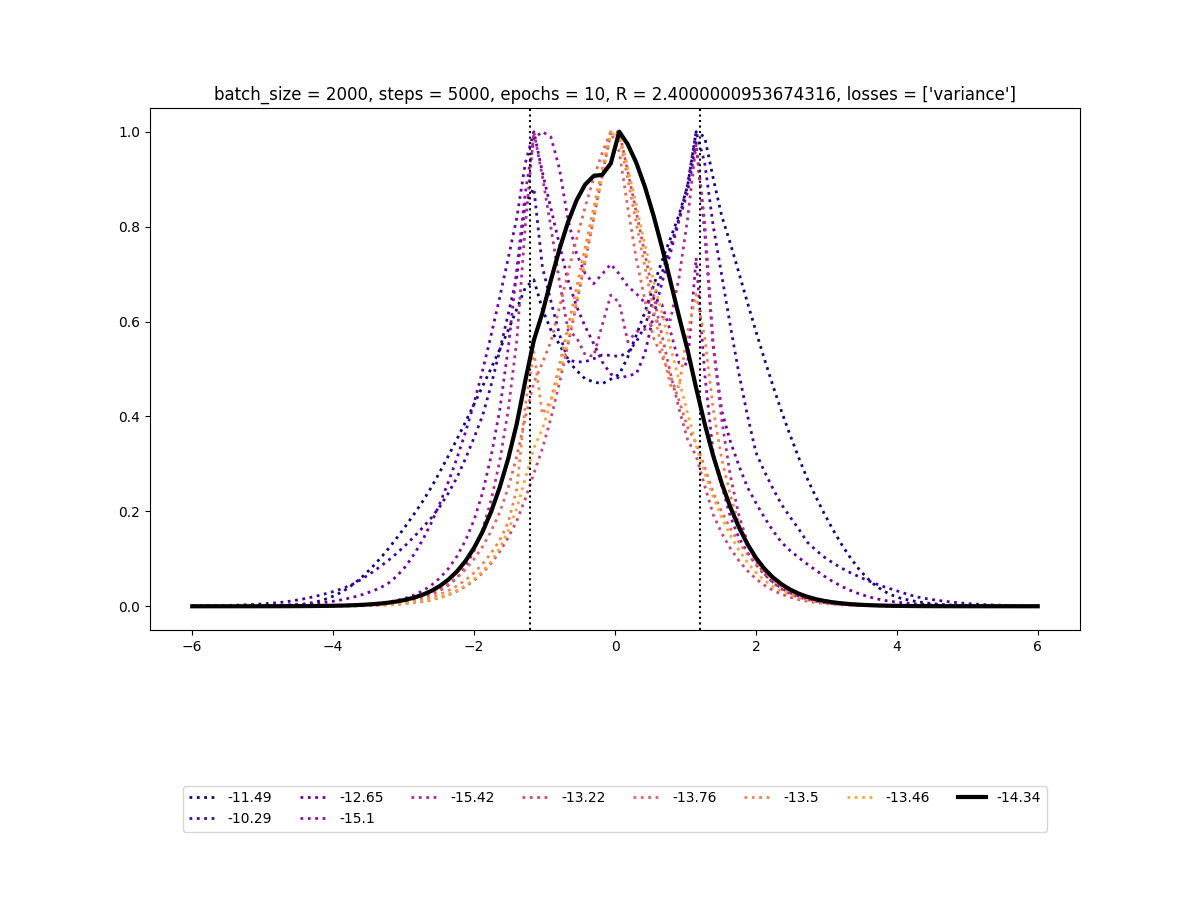 batch_size = 2000, steps = 5000, epochs = 10, R = 2.4000000953674316, losses = ['variance']
1.0
0.8
0.6
0.4
0.2
0.0
−6 −4 −2 0 2 4 6
-11.49 -12.65 -15.42 -13.22 -13.76 -13.5 -13.46 -14.34
-10.29 -15.1